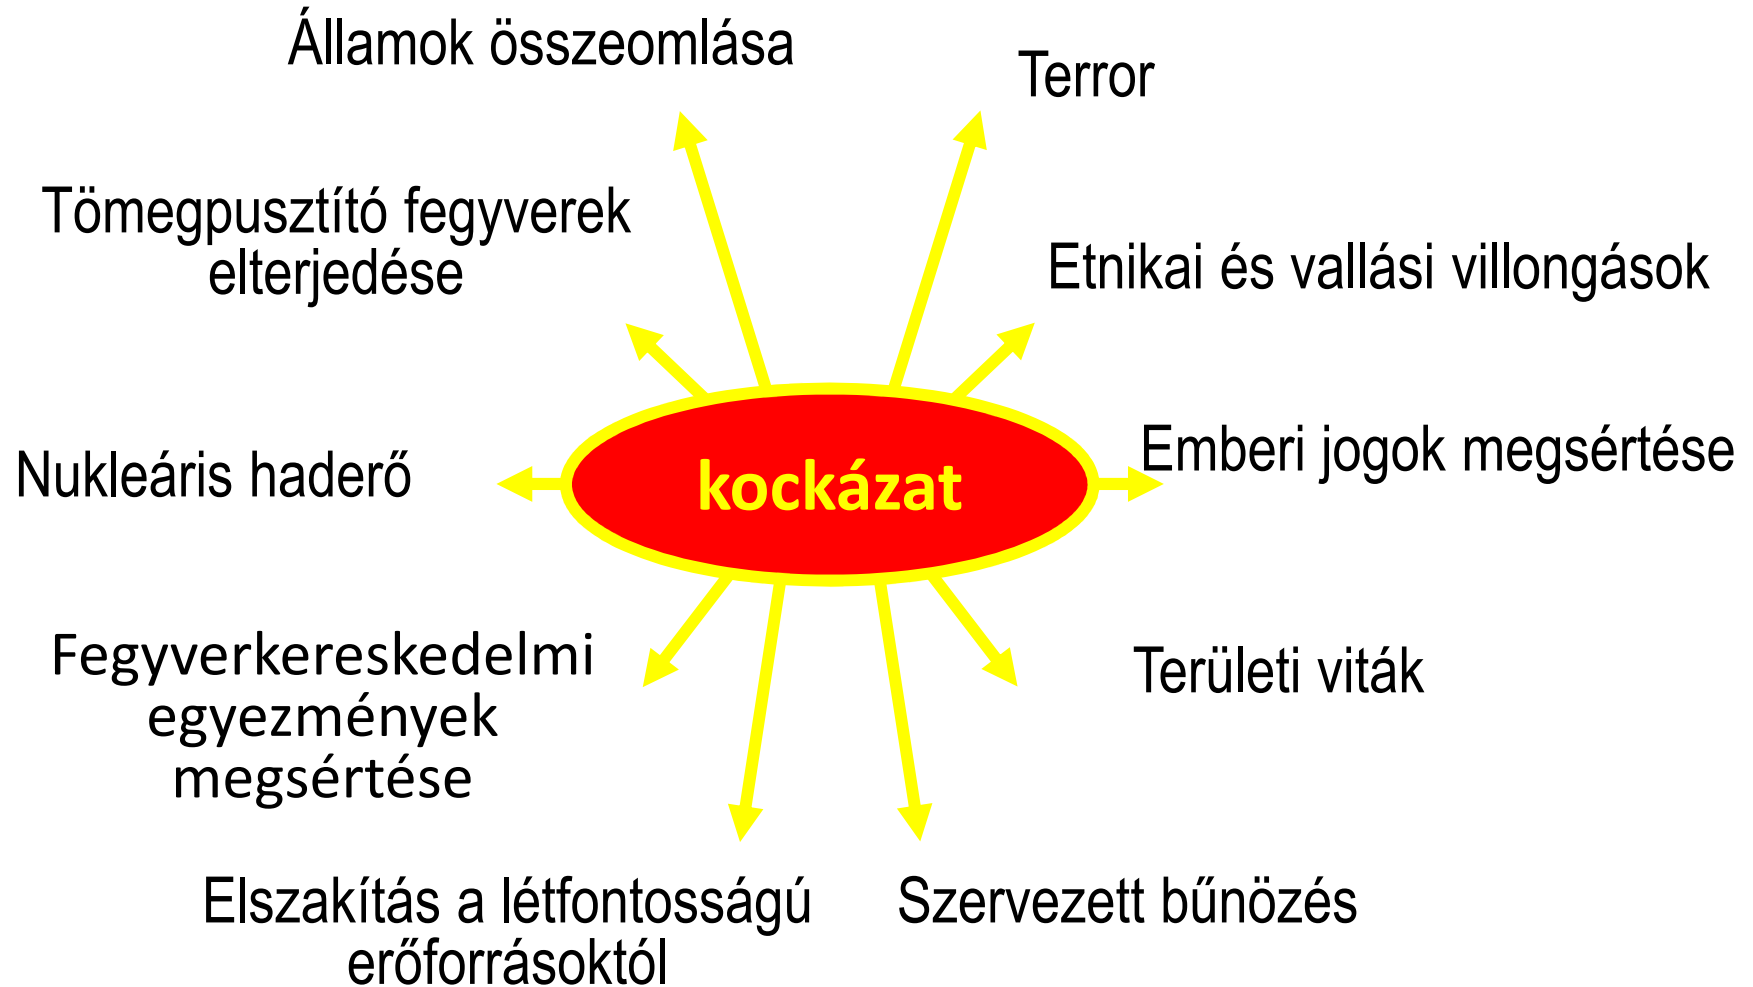 Államok összeomlása
Terror
Tömegpusztító fegyverek
elterjedése
Etnikai és vallási villongások
Nukleáris haderő
kockázat
Emberi jogok megsértése
Fegyverkereskedelmi
egyezmények
megsértése
Területi viták
Elszakítás a létfontosságú
erőforrásoktól
Szervezett bűnözés